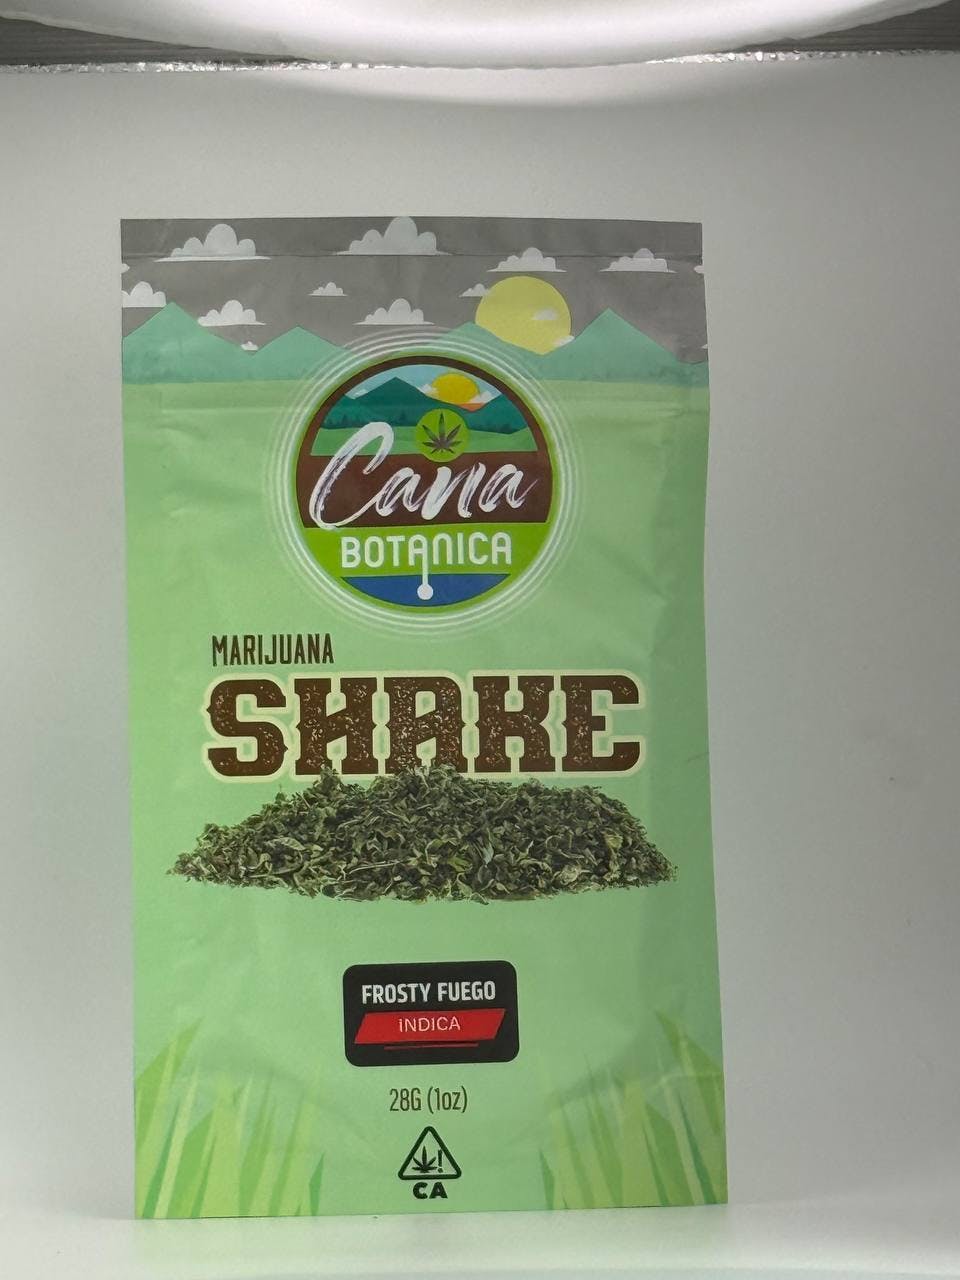 Cana
BOTANICA
MARIJUANA
SHAKE
FROSTY FUEGO
iNDICA
28G (1oz)
!
CA